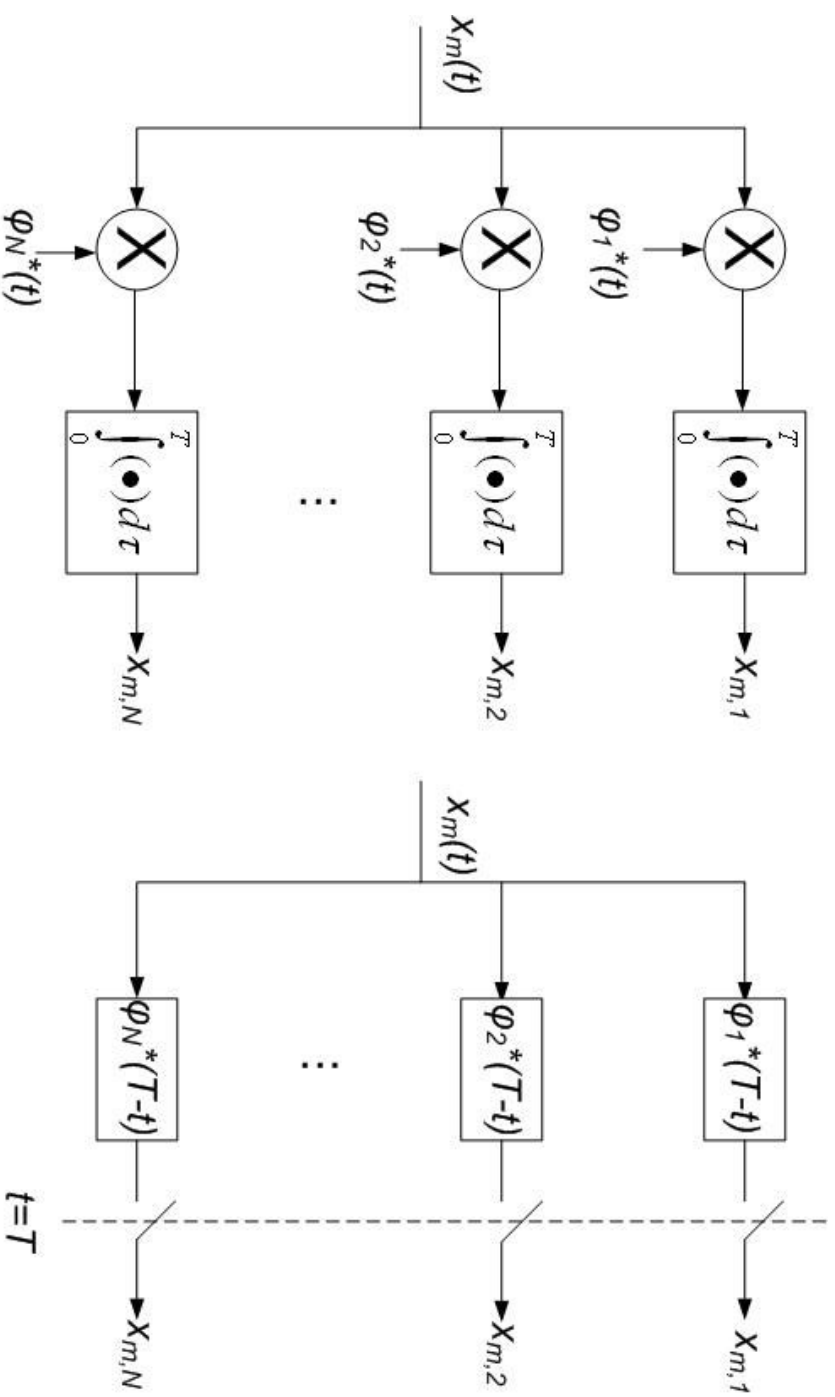 x_m(t)
φ_1*(t)
X
∫_0^T (●)dτ
x_{m,1}
φ_2*(t)
X
∫_0^T (●)dτ
x_{m,2}
...
φ_N*(t)
X
∫_0^T (●)dτ
x_{m,N}
x_m(t)
φ_1*(T-t)
x_{m,1}
φ_2*(T-t)
x_{m,2}
...
φ_N*(T-t)
x_{m,N}
t=T